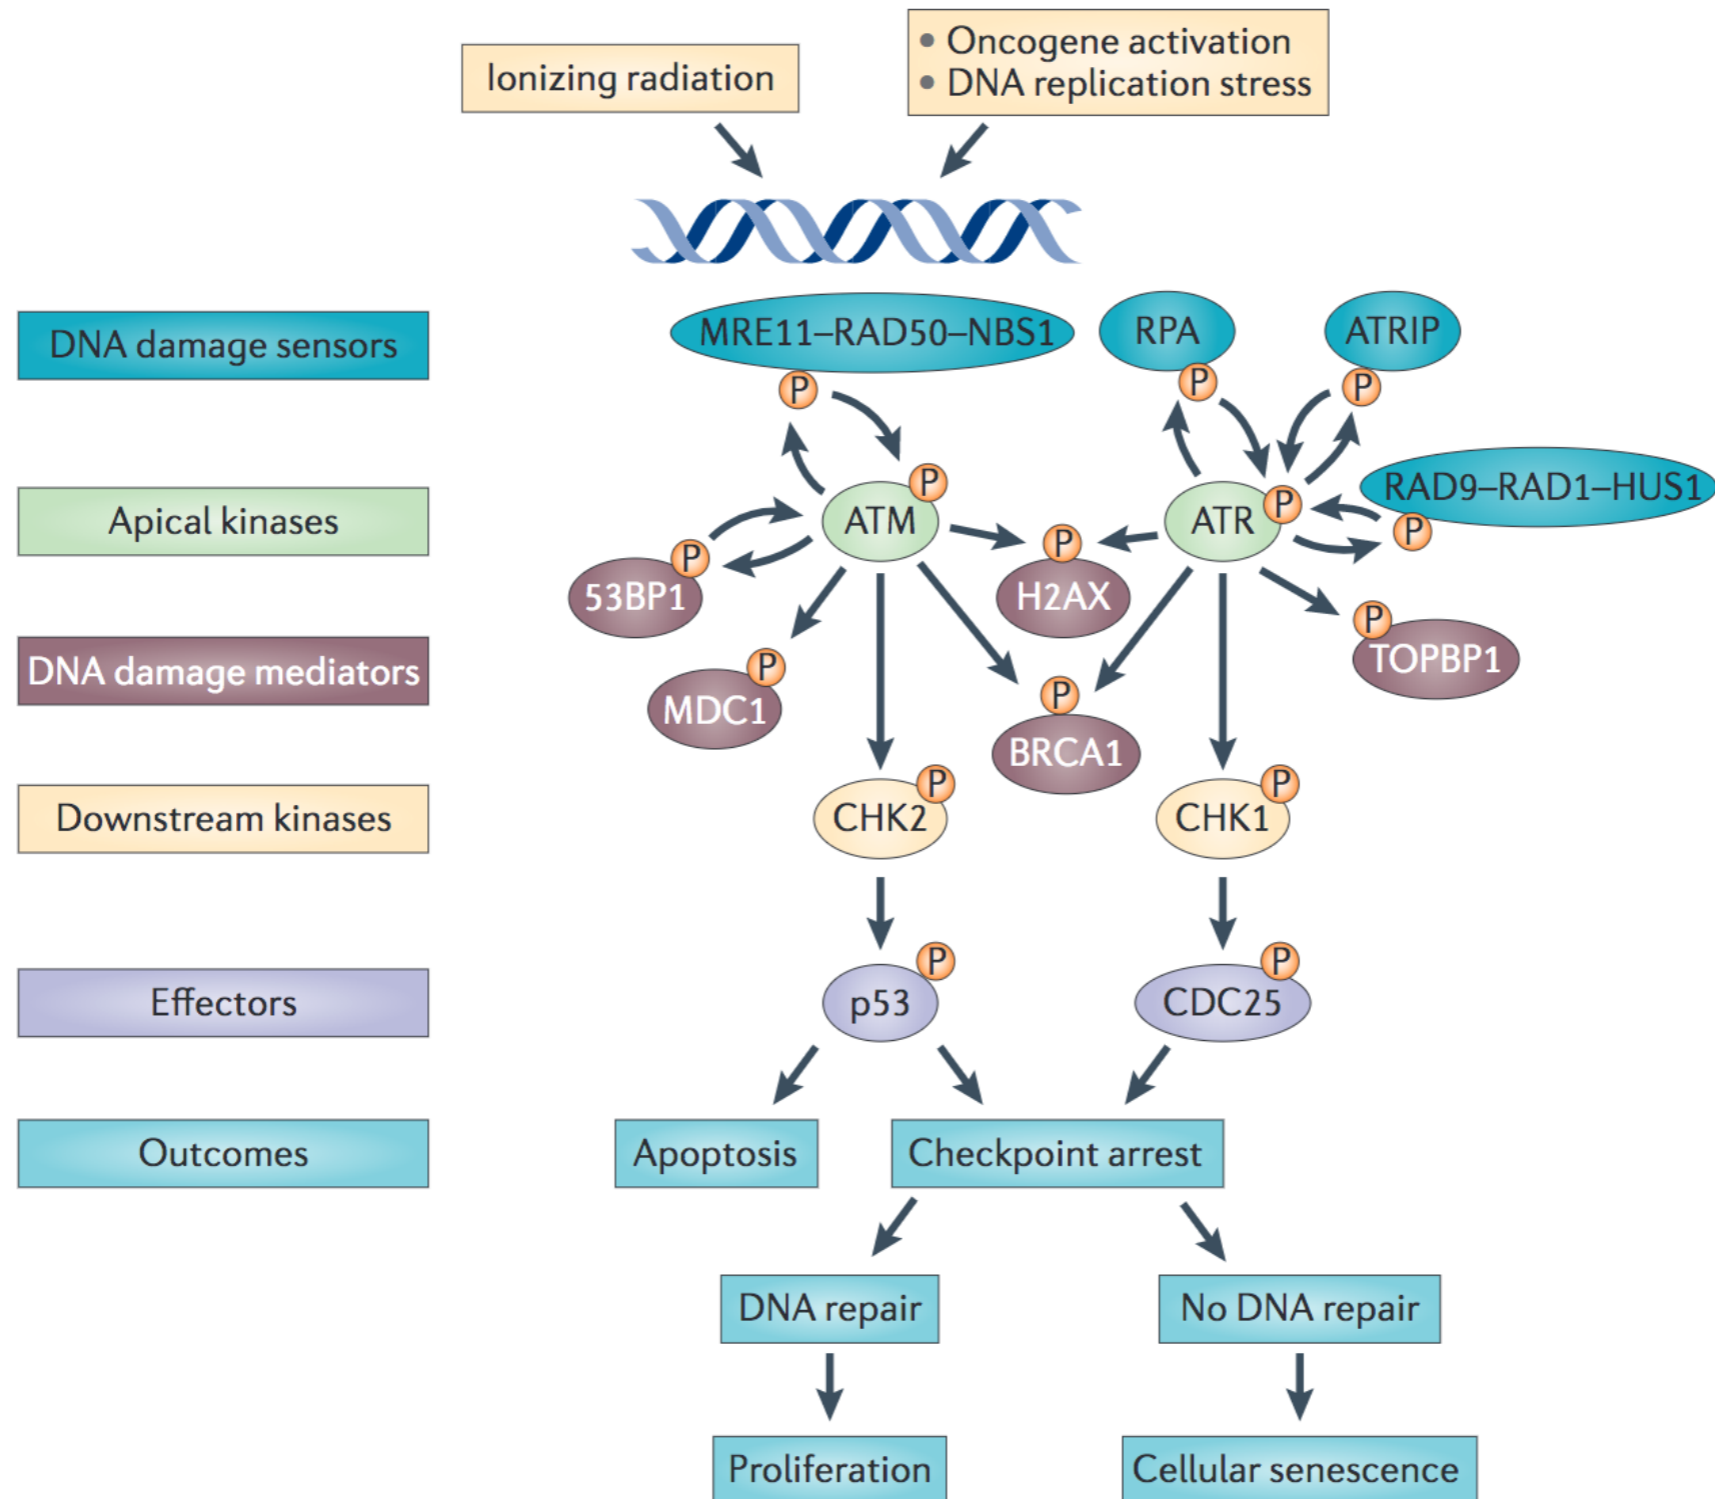 Ionizing radiation
• Oncogene activation
• DNA replication stress
DNA damage sensors
MRE11–RAD50–NBS1
RPA
ATRIP
P
P
P
Apical kinases
ATM
P
ATR
P
RAD9–RAD1–HUS1
P
53BP1
P
H2AX
P
DNA damage mediators
MDC1
P
BRCA1
P
TOPBP1
P
Downstream kinases
CHK2
P
CHK1
P
Effectors
p53
P
CDC25
P
Outcomes
Apoptosis
Checkpoint arrest
DNA repair
No DNA repair
Proliferation
Cellular senescence